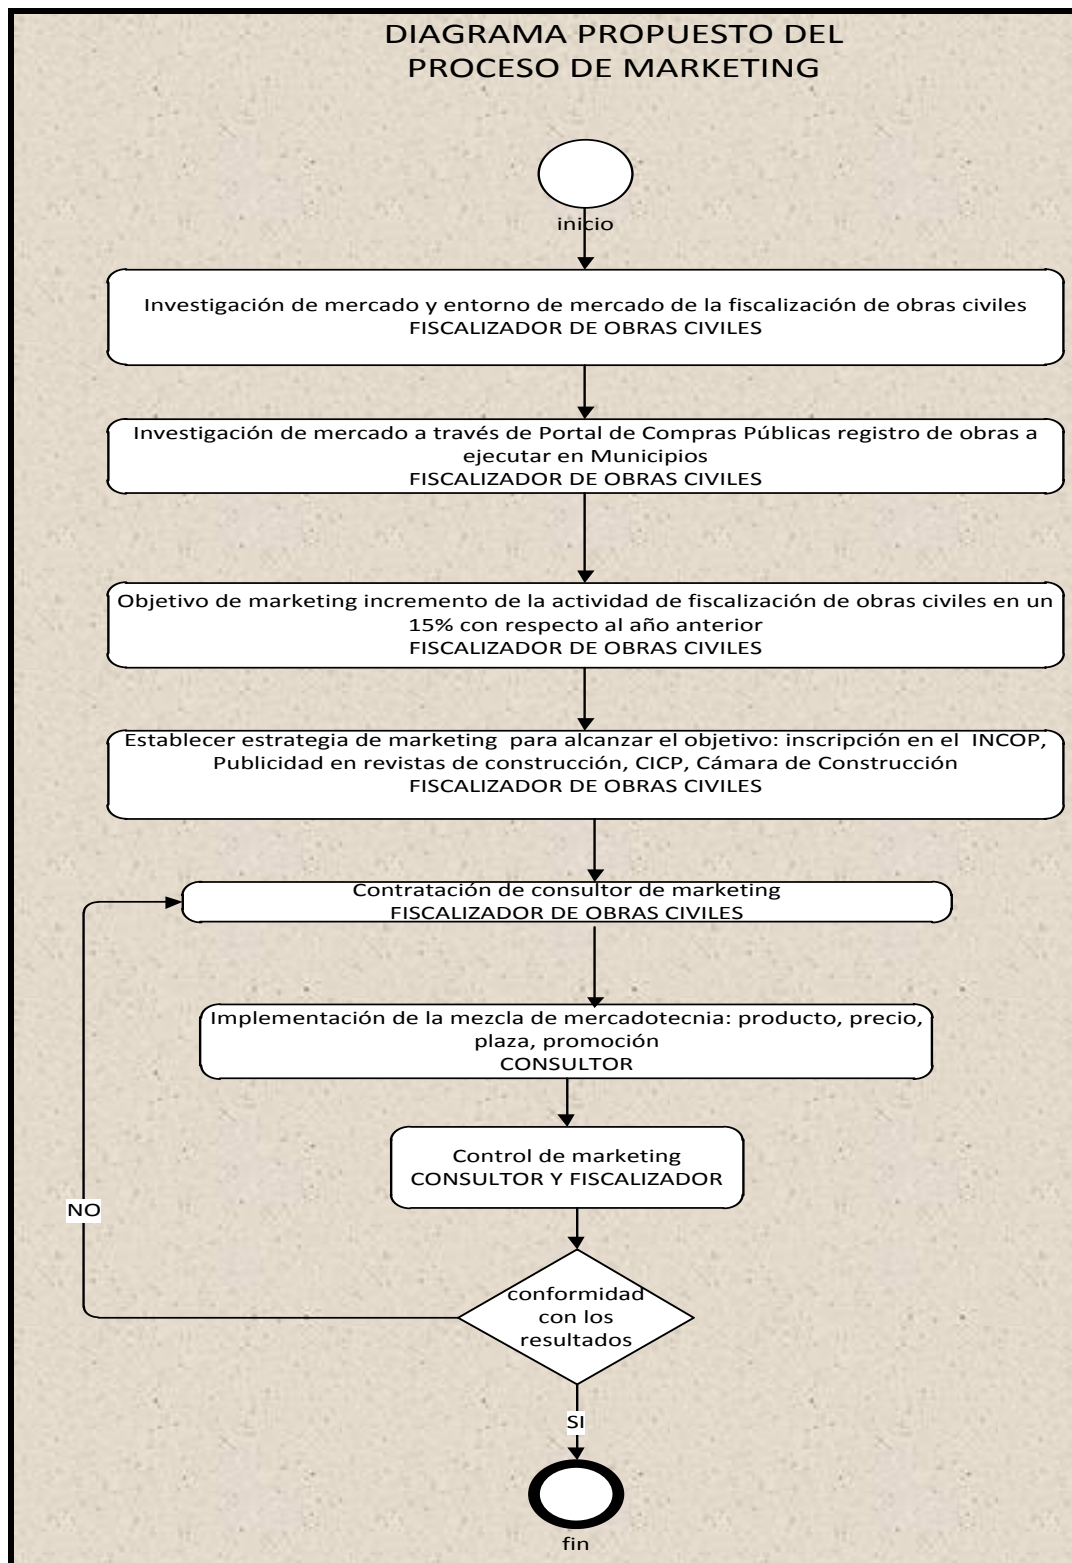 DIAGRAMA PROPUESTO DEL
PROCESO DE MARKETING
inicio
Investigación de mercado y entorno de mercado de la fiscalización de obras civiles
FISCALIZADOR DE OBRAS CIVILES
Investigación de mercado a través de Portal de Compras Públicas registro de obras a
ejecutar en Municipios
FISCALIZADOR DE OBRAS CIVILES
Objetivo de marketing incremento de la actividad de fiscalización de obras civiles en un
15% con respecto al año anterior
FISCALIZADOR DE OBRAS CIVILES
Establecer estrategia de marketing para alcanzar el objetivo: inscripción en el INCOP,
Publicidad en revistas de construcción, CICP, Cámara de Construcción
FISCALIZADOR DE OBRAS CIVILES
Contratación de consultor de marketing
FISCALIZADOR DE OBRAS CIVILES
Implementación de la mezcla de mercadotecnia: producto, precio,
plaza, promoción
CONSULTOR
Control de marketing
CONSULTOR Y FISCALIZADOR
NO
conformidad
con los
resultados
SI
fin